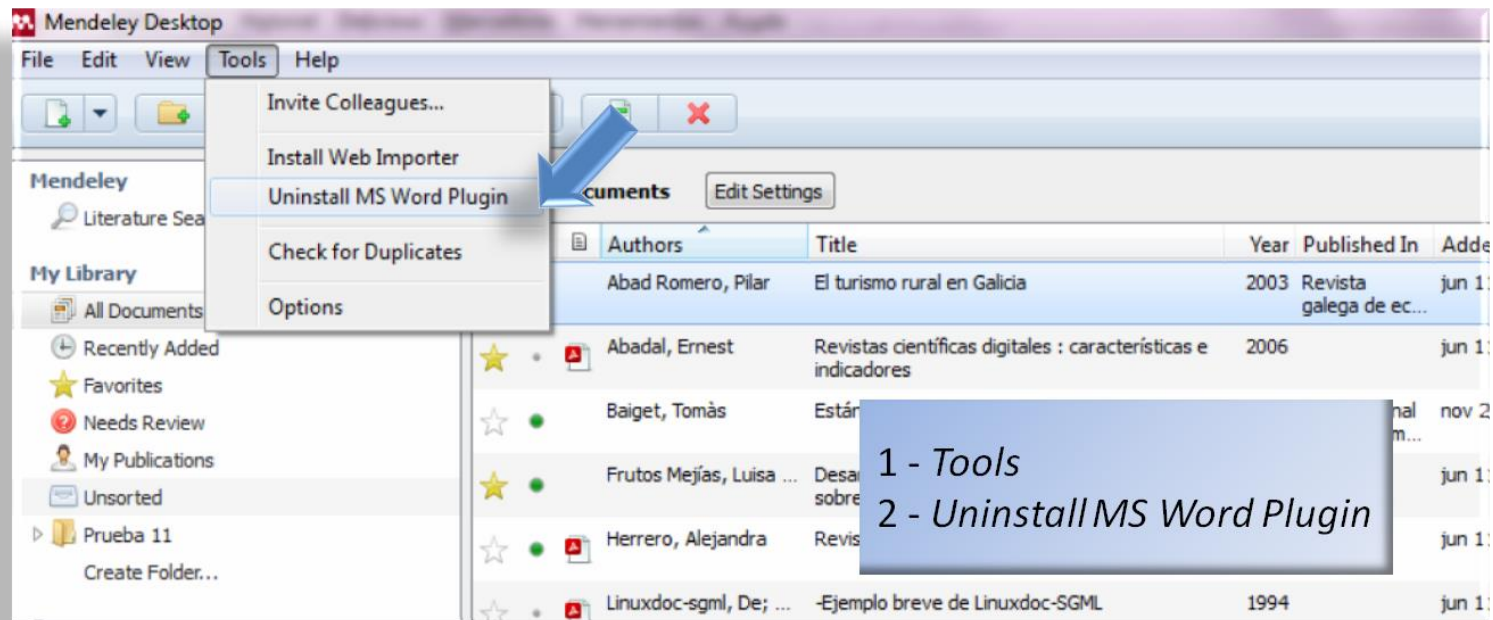 Mendeley Desktop
File Edit View Tools Help
Invite Colleagues...
Install Web Importer
Uninstall MS Word Plugin
Check for Duplicates
Options
Mendeley
Literature Sea
My Library
All Documents
Recently Added
Favorites
Needs Review
My Publications
Unsorted
Prueba 11
Create Folder...
cuments Edit Settings
Authors Title Year Published In Adde
Abad Romero, Pilar El turismo rural en Galicia 2003 Revista jun 1
galega de ec...
Abadal, Ernest Revistas científicas digitales : características e 2006 jun 1
indicadores
Baiget, Tomàs Están nal nov 2
m...
Frutos Mejías, Luisa ... Desa jun 1
sobre
Herrero, Alejandra Revis jun 1
Linuxdoc-sgml, De; ... -Ejemplo breve de Linuxdoc-SGML 1994 jun 1
1 - Tools
2 - Uninstall MS Word Plugin